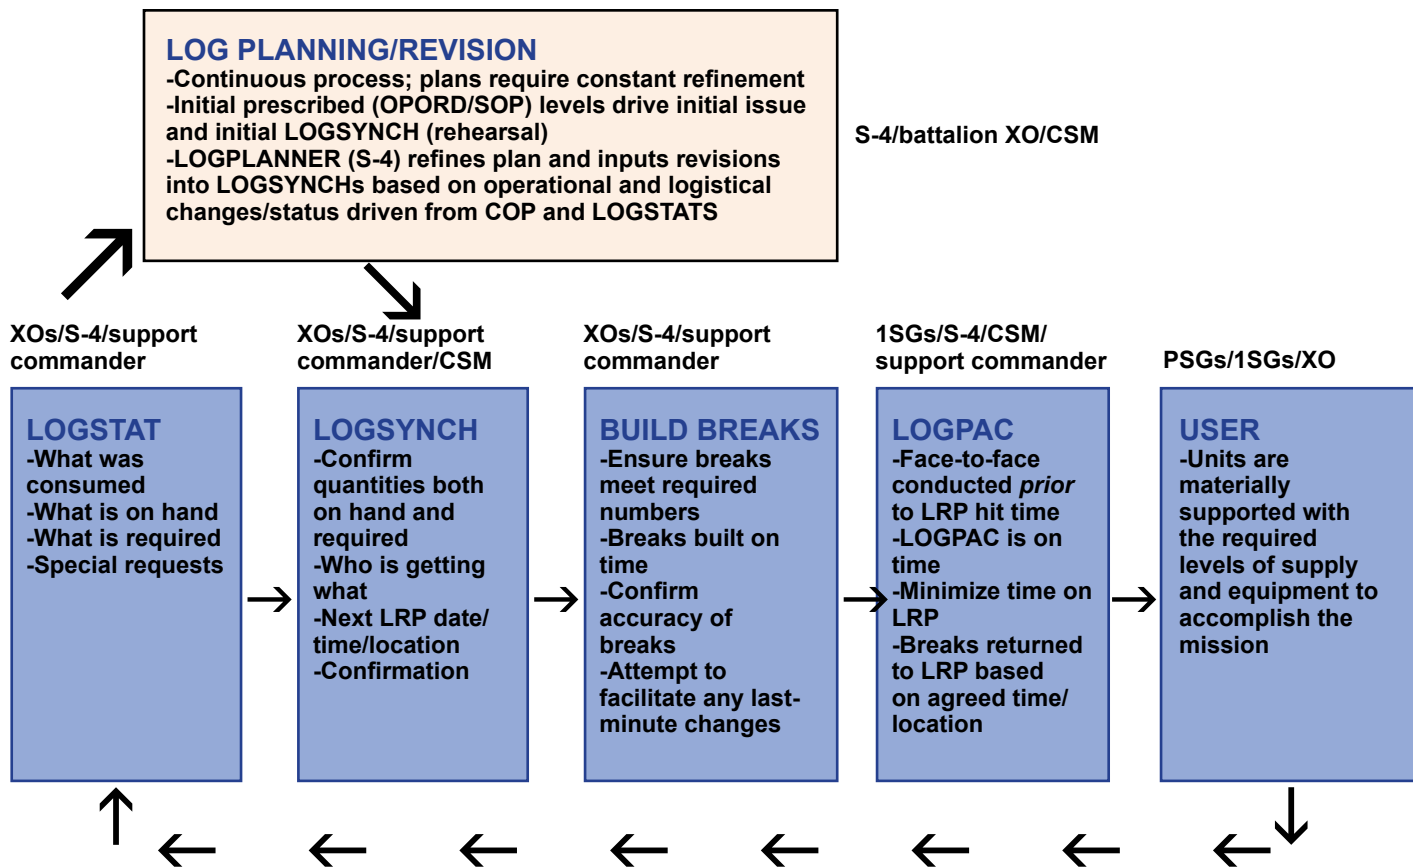 LOG PLANNING/REVISION
-Continuous process; plans require constant refinement
-Initial prescribed (OPORD/SOP) levels drive initial issue
and initial LOGSYNCH (rehearsal)
-LOGPLANNER (S-4) refines plan and inputs revisions
into LOGSYNCHs based on operational and logistical
changes/status driven from COP and LOGSTATS
S-4/battalion XO/CSM
XOs/S-4/support
commander
LOGSTAT
-What was
consumed
-What is on hand
-What is required
-Special requests
XOs/S-4/support
commander/CSM
LOGSYNCH
-Confirm
quantities both
on hand and
required
-Who is getting
what
-Next LRP date/
time/location
-Confirmation
XOs/S-4/support
commander
BUILD BREAKS
-Ensure breaks
meet required
numbers
-Breaks built on
time
-Confirm
accuracy of
breaks
-Attempt to
facilitate any last-
minute changes
1SGs/S-4/CSM/
support commander
LOGPAC
-Face-to-face
conducted prior
to LRP hit time
-LOGPAC is on
time
-Minimize time on
LRP
-Breaks returned
to LRP based
on agreed time/
location
PSGs/1SGs/XO
USER
-Units are
materially
supported with
the required
levels of supply
and equipment to
accomplish the
mission